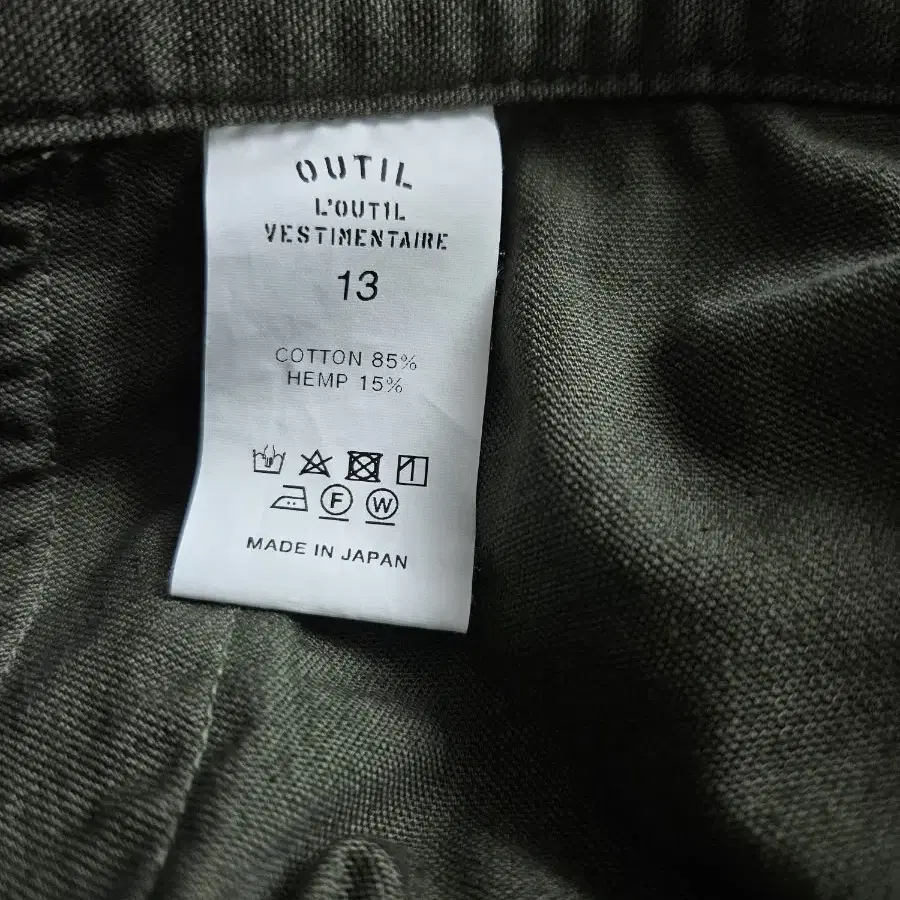 OUTIL
L'OUTIL
VESTIMENTAIRE
13
COTTON 85%
HEMP 15%
F W
MADE IN JAPAN